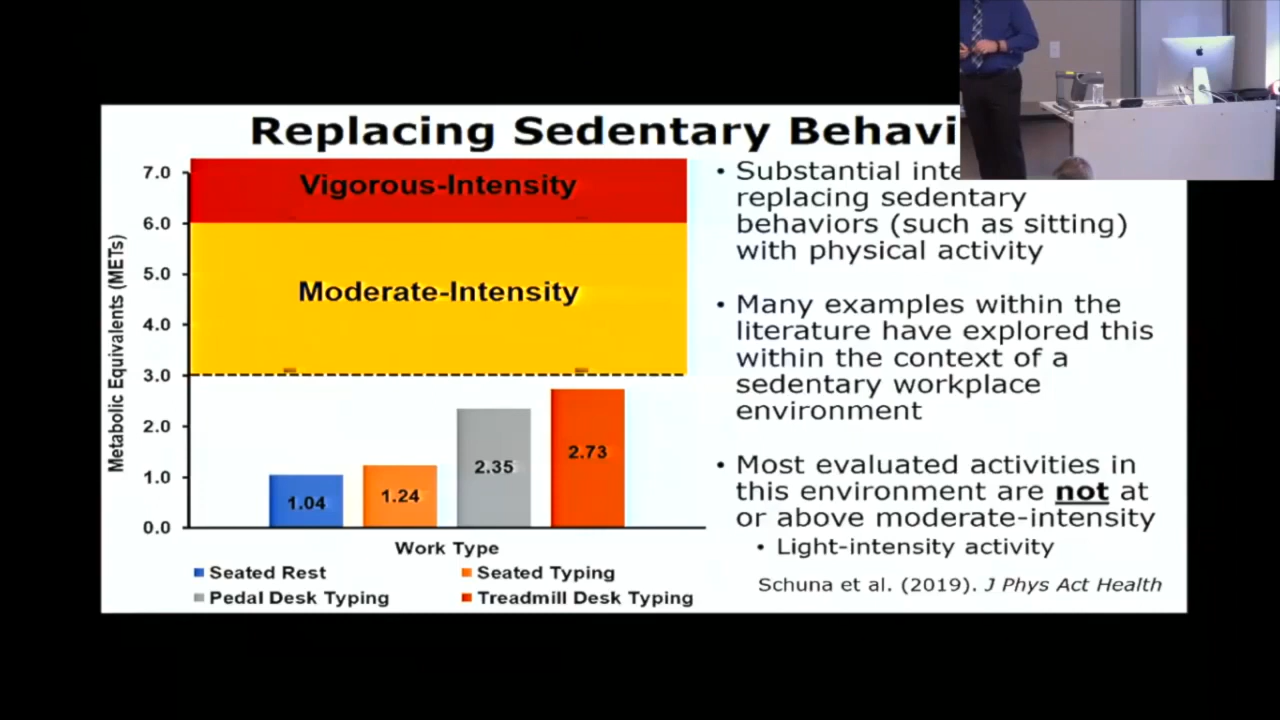 Replacing Sedentary
Metabolic Equivalents (METs)
7.0
6.0
5.0
4.0
3.0
2.0
1.0
0.0
Vigorous-Intensity
Moderate-Intensity
1.04
1.24
2.35
2.73
Work Type
Seated Rest
Seated Typing
Pedal Desk Typing
Treadmill Desk Typing
• Substantial
replacing sedentary
behaviors (such as sitting)
with physical activity
• Many examples within the
literature have explored this
within the context of a
sedentary workplace
environment
• Most evaluated activities in
this environment are not at
or above moderate-intensity
• Light-intensity activity
Schuna et al. (2019). J Phys Act Health